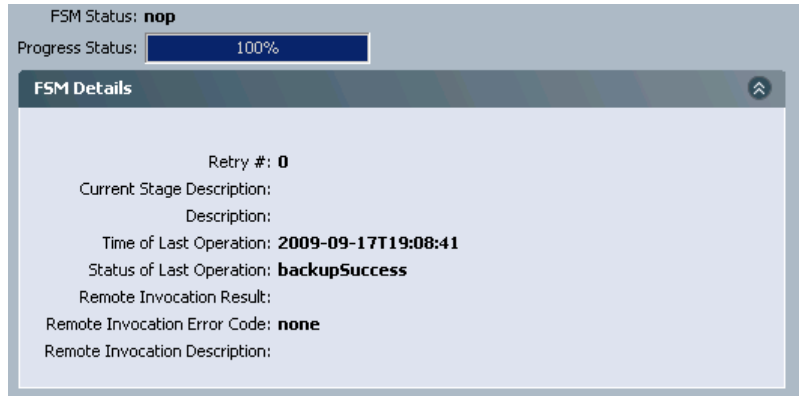 FSM Status: nop
Progress Status: 100%
FSM Details
Retry #: 0
Current Stage Description:
Description:
Time of Last Operation: 2009-09-17T19:08:41
Status of Last Operation: backupSuccess
Remote Invocation Result:
Remote Invocation Error Code: none
Remote Invocation Description: